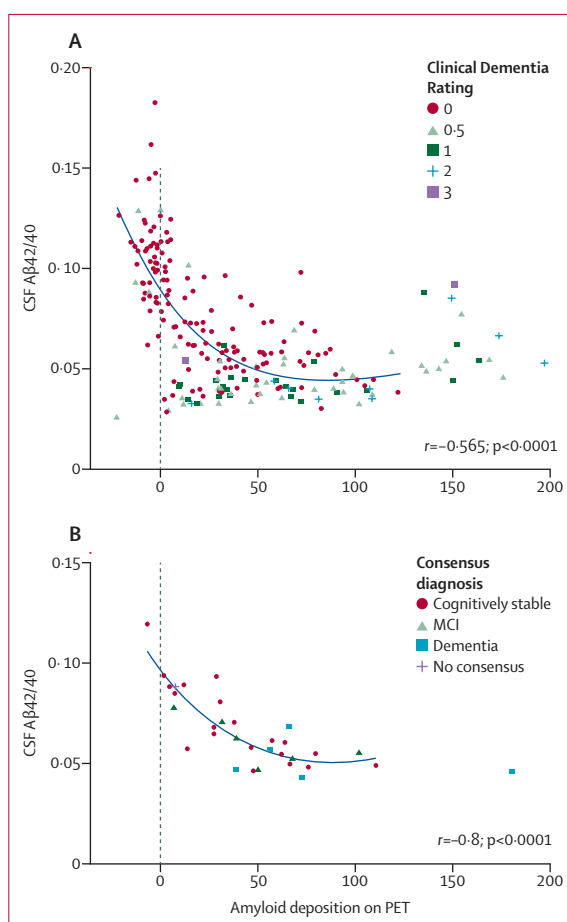 A
0·20
0·15
0·10
0·05
0
CSF Aβ42/40
0
50
100
150
200
Clinical Dementia
Rating
0
0·5
1
2
3
r=–0·565; p<0·0001
B
0·15
0·10
0·05
0
CSF Aβ42/40
0
50
100
150
200
Amyloid deposition on PET
Consensus
diagnosis
Cognitively stable
MCI
Dementia
No consensus
r=–0·8; p<0·0001